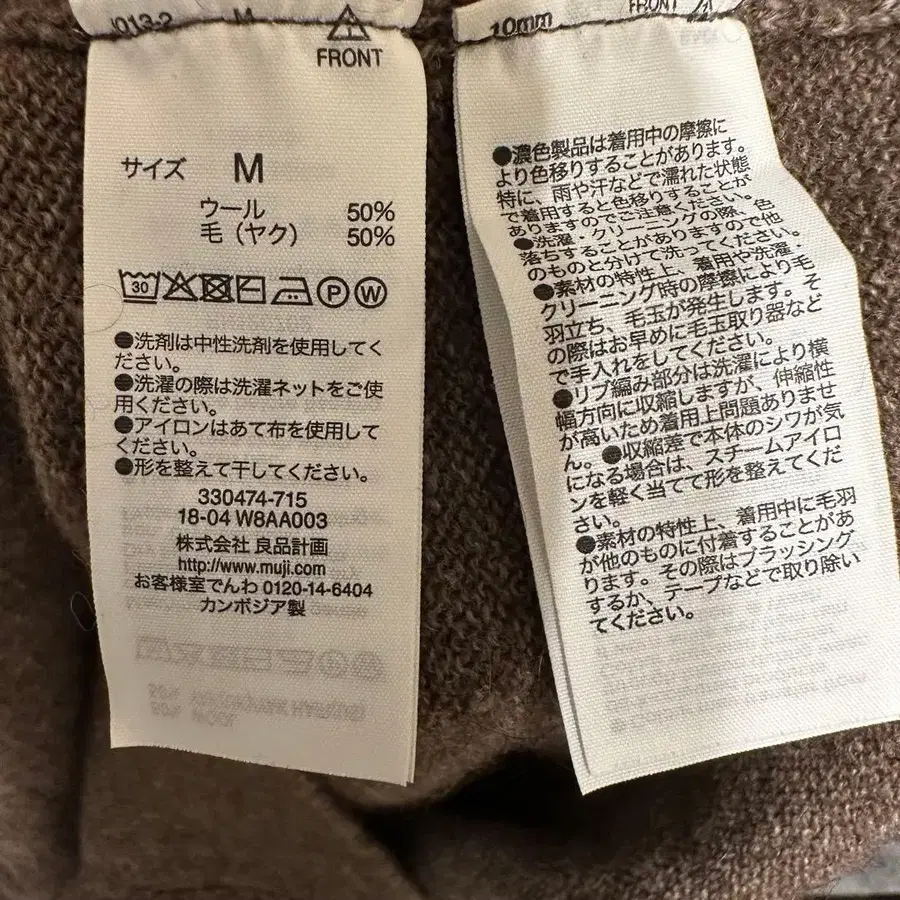 013-2 M
FRONT
サイズ M
ウール 50%
毛（ヤク） 50%
30
P W
●洗剤は中性洗剤を使用してく
ださい。
●洗濯の際は洗濯ネットをご使
用ください。
●アイロンはあて布を使用して
ください。
●形を整えて干してください。
330474-715
18-04 W8AA003
株式会社 良品計画
http://www.muji.com
お客様室でんわ 0120-14-6404
カンボジア製
10mm FRONT
●濃色製品は着用中の摩擦に
より色移りすることがあります。
特に、雨や汗などで濡れた状態
で着用すると色移りすることが
ありますのでご注意ください。
●洗濯・クリーニングの際、色
落ちすることがありますので他
のものと分けて洗ってください。
●素材の特性上、着用や洗濯・
クリーニング時の摩擦により毛
羽立ち、毛玉が発生します。そ
の際はお早めに毛玉取り器など
で手入れをしてください。
●リブ編み部分は洗濯により横
幅方向に収縮しますが、伸縮性
が高いため着用上問題ありませ
ん。●収縮差で本体のシワが気
になる場合は、スチームアイロ
ンを軽く当てて形を整えてくだ
さい。
●素材の特性上、着用中に毛羽
が他のものに付着することがあ
ります。その際はブラッシング
するか、テープなどで取り除い
てください。